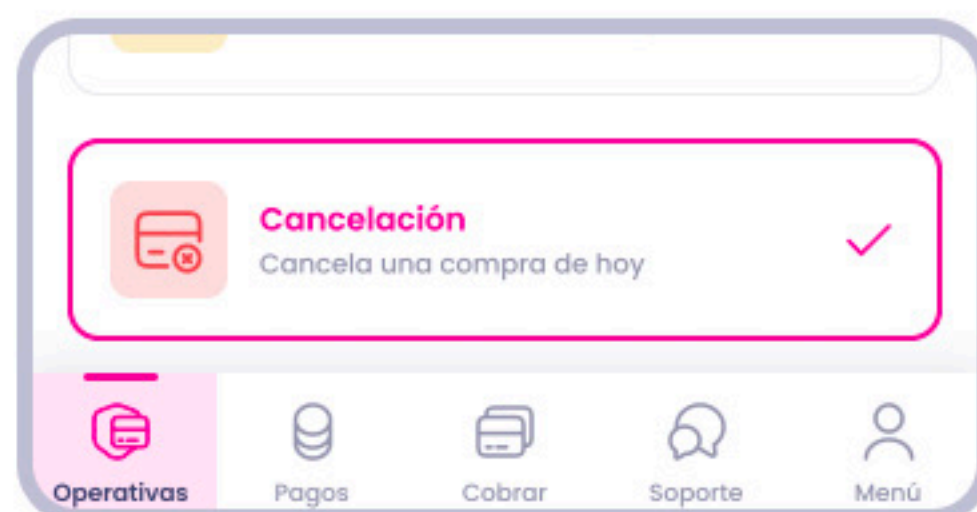 Cancelación
Cancela una compra de hoy
Operativas
Pagos
Cobrar
Soporte
Menú